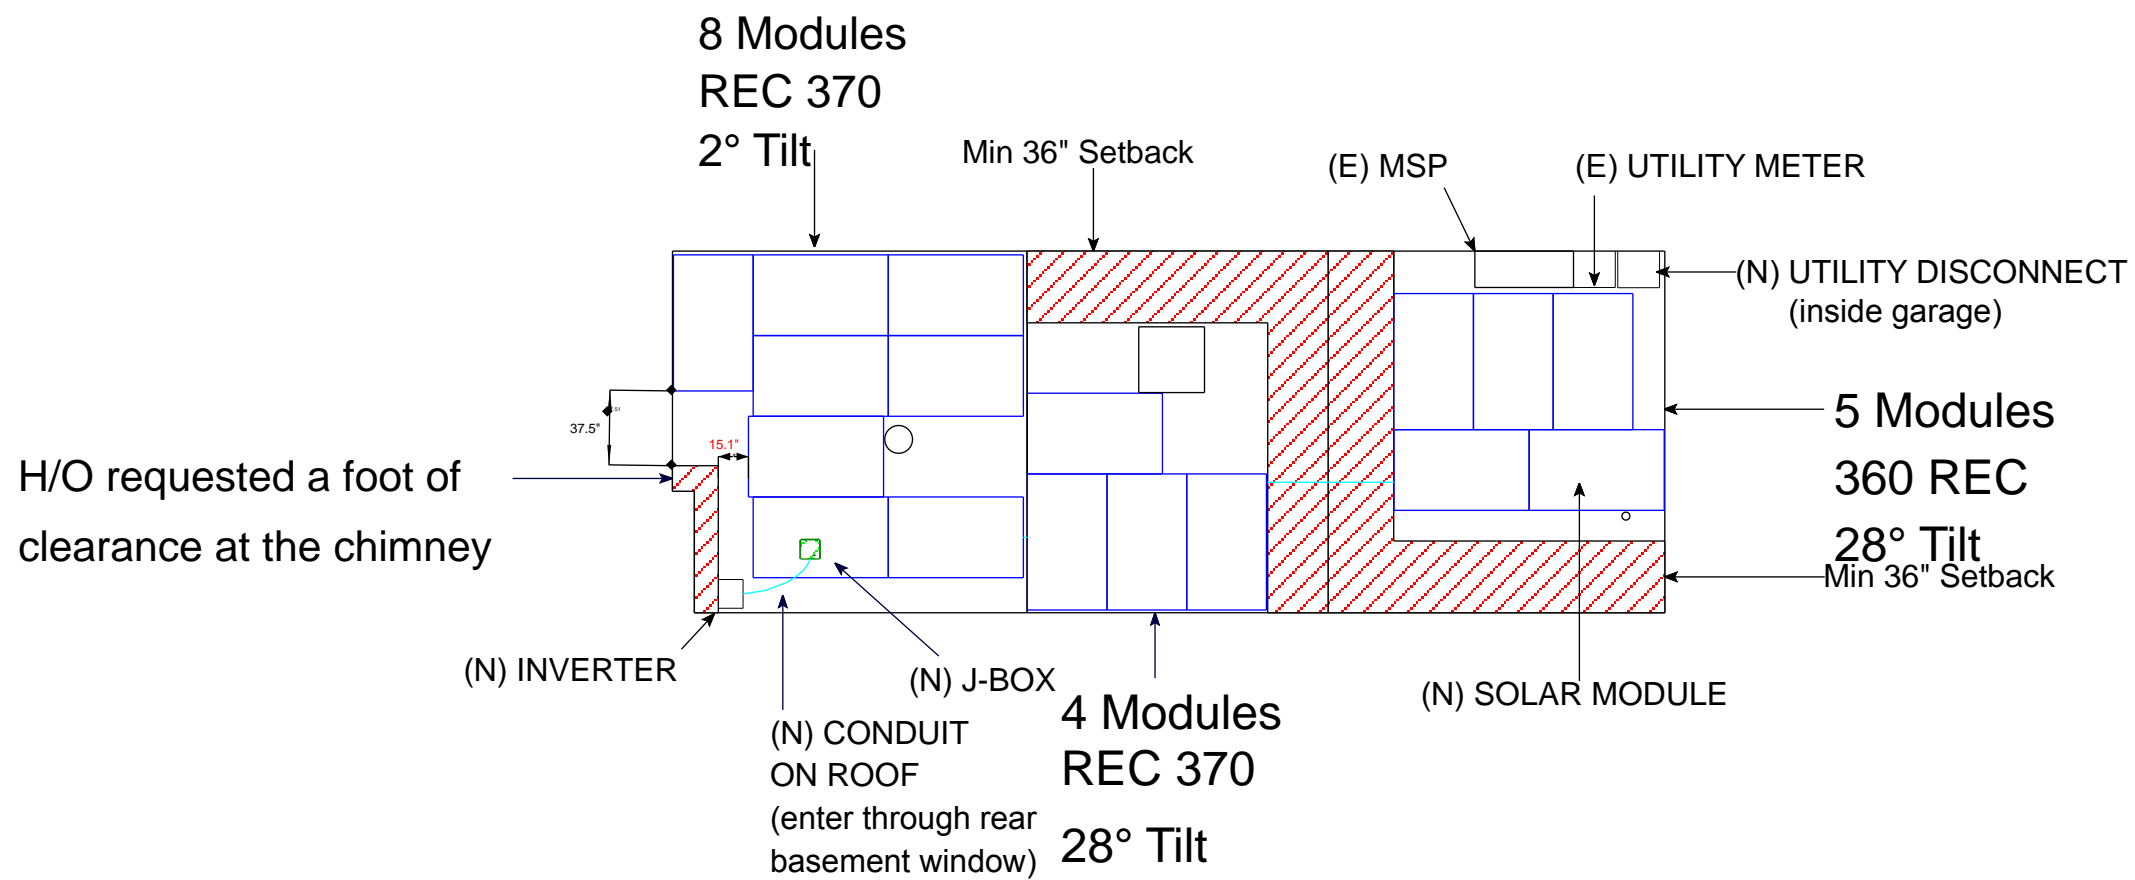 8 Modules
REC 370
2° Tilt
Min 36" Setback
(E) MSP
(E) UTILITY METER
(N) UTILITY DISCONNECT
(inside garage)
37.5"
15.1"
H/O requested a foot of
clearance at the chimney
5 Modules
360 REC
28° Tilt
Min 36" Setback
(N) INVERTER
(N) J-BOX
(N) CONDUIT
ON ROOF
(enter through rear
basement window)
4 Modules
REC 370
28° Tilt
(N) SOLAR MODULE